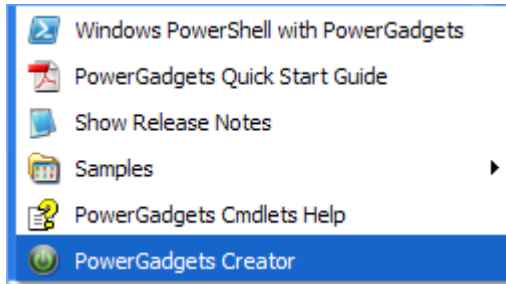 Windows PowerShell with PowerGadgets
PowerGadgets Quick Start Guide
Show Release Notes
Samples
PowerGadgets Cmdlets Help
PowerGadgets Creator